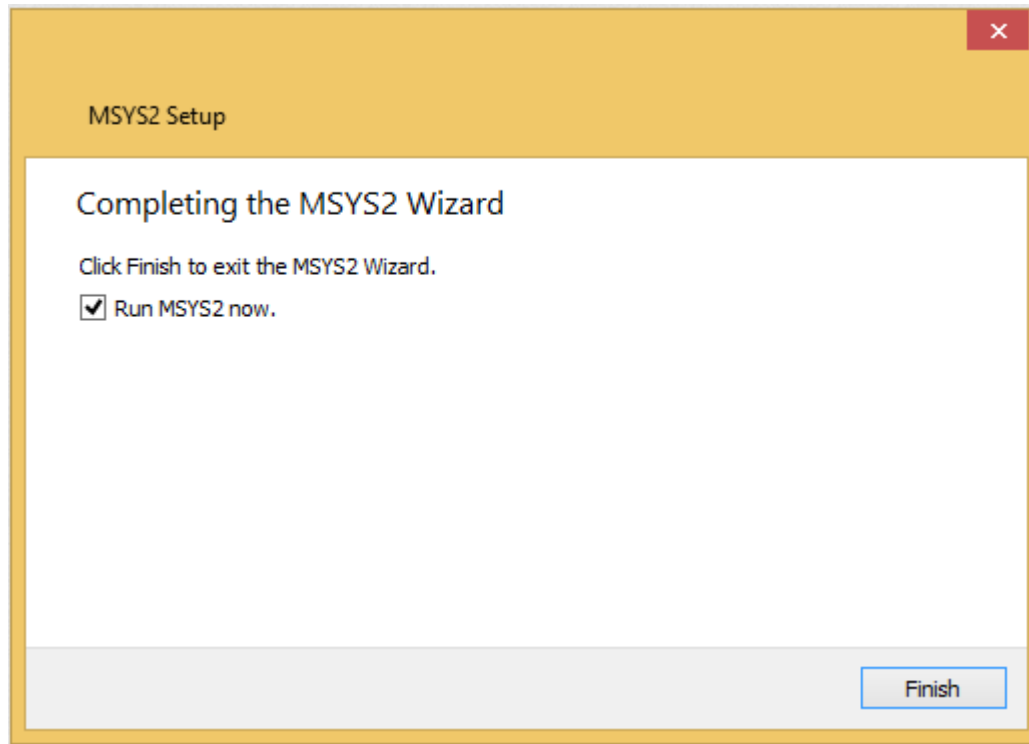 MSYS2 Setup
Completing the MSYS2 Wizard
Click Finish to exit the MSYS2 Wizard.
Run MSYS2 now.
Finish